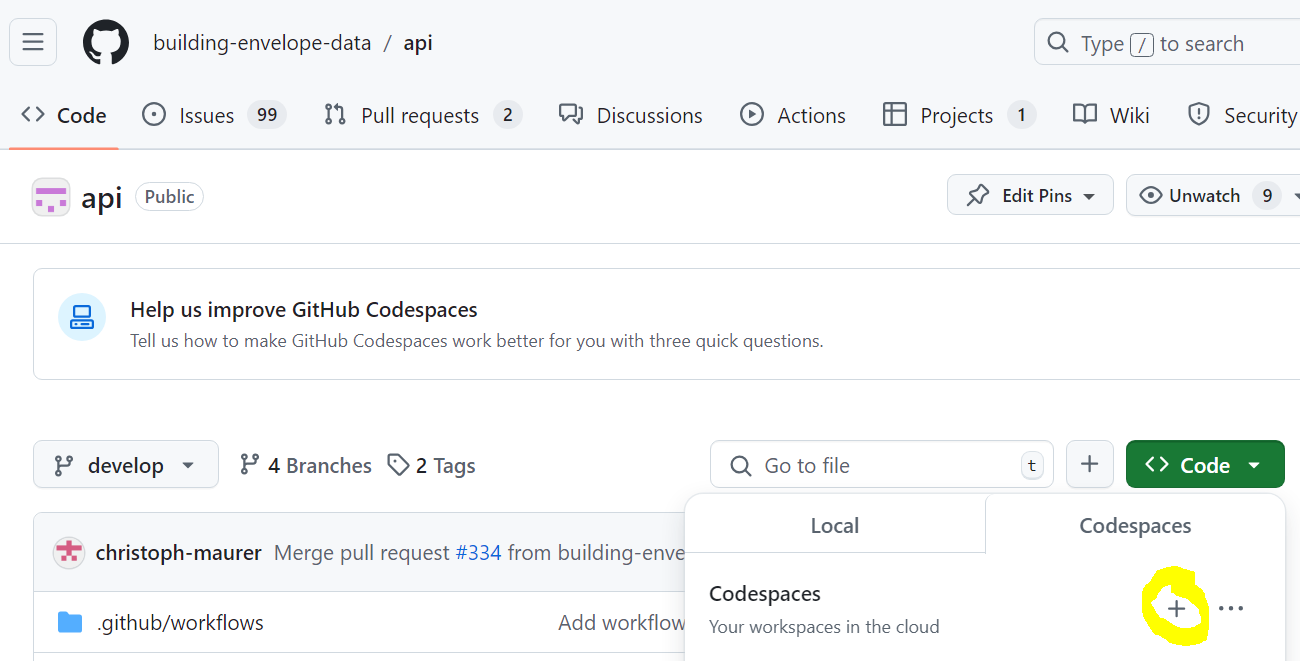 building-envelope-data / api
Type / to search
Code Issues 99 Pull requests 2 Discussions Actions Projects 1 Wiki Security
api Public Edit Pins Unwatch 9
Help us improve GitHub Codespaces
Tell us how to make GitHub Codespaces work better for you with three quick questions.
develop 4 Branches 2 Tags Go to file t Code
Local Codespaces
christoph-maurer Merge pull request #334 from building-enve
Codespaces
.github/workflows Add workflow
Your workspaces in the cloud